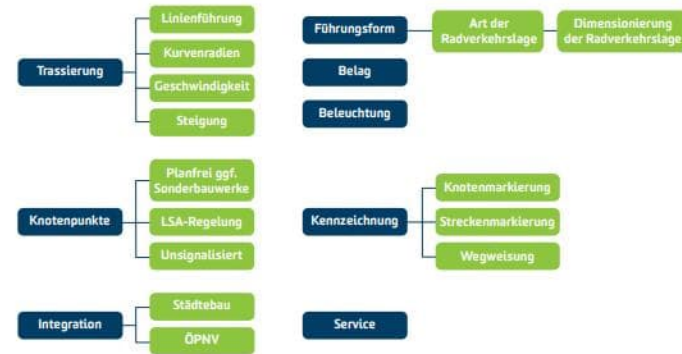 Trassierung
Linienführung
Kurvenradien
Geschwindigkeit
Steigung
Führungsform
Art der
Radverkehrslage
Dimensionierung
der Radverkehrslage
Belag
Beleuchtung
Knotenpunkte
Planfrei ggf.
Sonderbauwerke
LSA-Regelung
Unsignalisiert
Kennzeichnung
Knotenmarkierung
Streckenmarkierung
Wegweisung
Integration
Städtebau
ÖPNV
Service